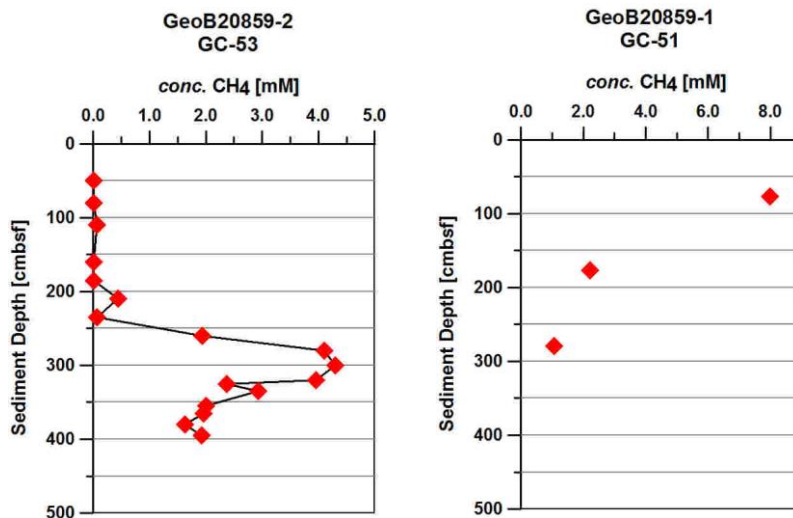 GeoB20859-2
GC-53
conc. CH4 [mM]
0.0 1.0 2.0 3.0 4.0 5.0
0
100
200
300
400
500
Sediment Depth [cmbsf]
GeoB20859-1
GC-51
conc. CH4 [mM]
0.0 2.0 4.0 6.0 8.0
0
100
200
300
400
500
Sediment Depth [cmbsf]